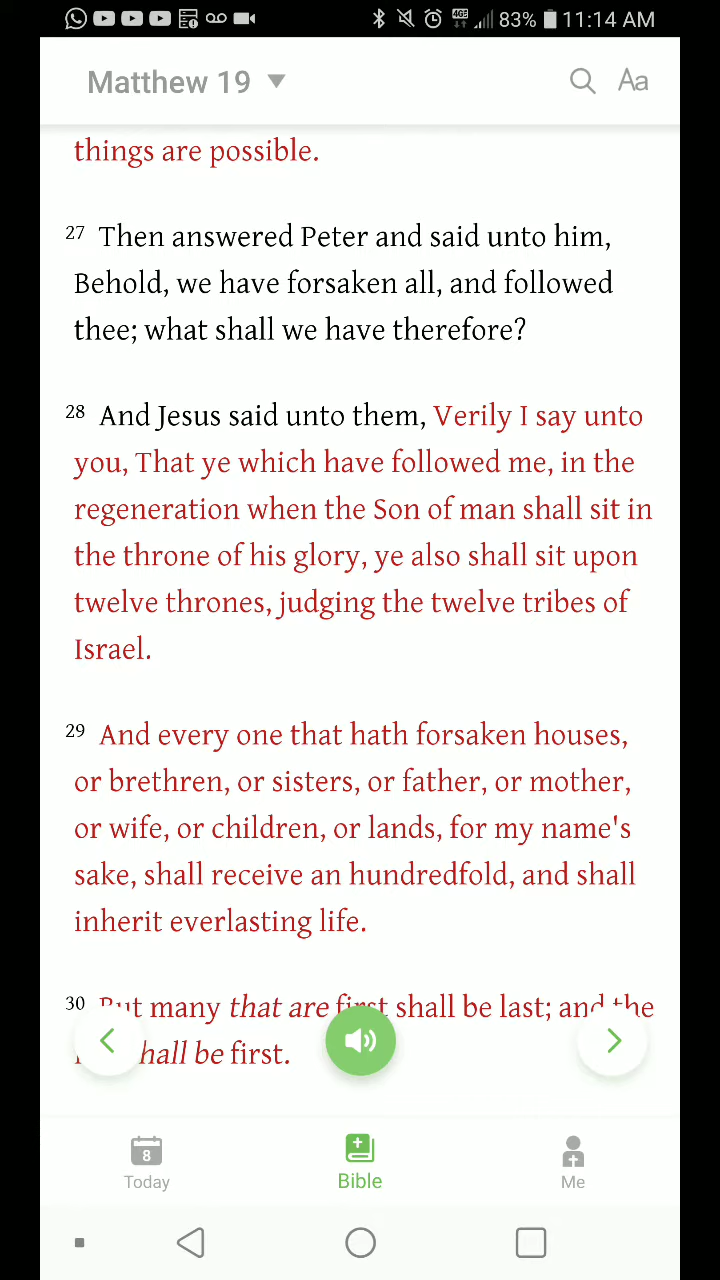 83% 11:14 AM
Matthew 19
Aa
things are possible.
27 Then answered Peter and said unto him,
Behold, we have forsaken all, and followed
thee; what shall we have therefore?
28 And Jesus said unto them, Verily I say unto
you, That ye which have followed me, in the
regeneration when the Son of man shall sit in
the throne of his glory, ye also shall sit upon
twelve thrones, judging the twelve tribes of
Israel.
29 And every one that hath forsaken houses,
or brethren, or sisters, or father, or mother,
or wife, or children, or lands, for my name's
sake, shall receive an hundredfold, and shall
inherit everlasting life.
30 But many that are first shall be last; and the
shall be first.
8
Today
Bible
Me